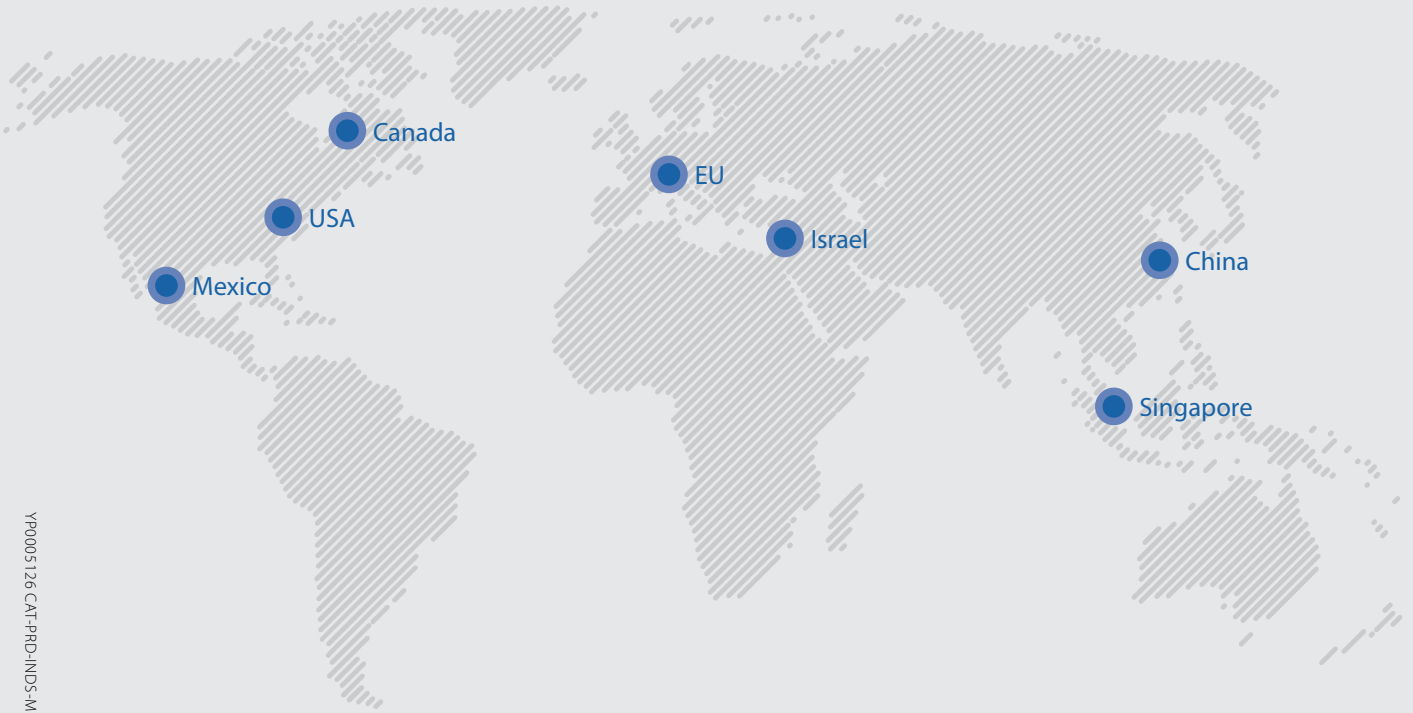 Canada
EU
USA
Israel
China
Mexico
Singapore
YP0005126 CAT-PRD-INDS-M